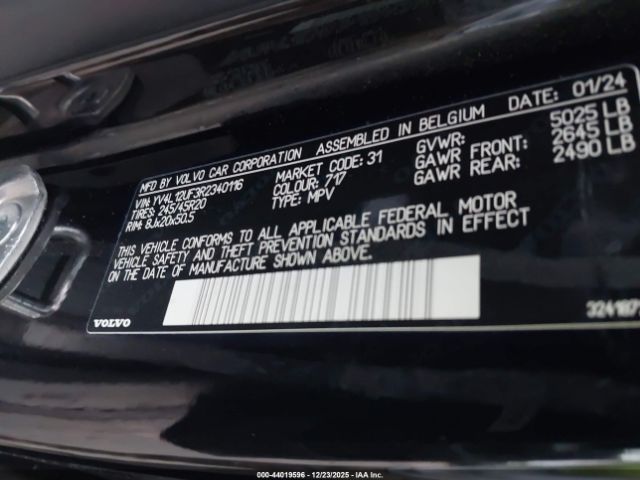 MFD BY VOLVO CAR CORPORATION ASSEMBLED IN BELGIUM DATE: 01/24
VIN: YV4L12UF3R2340116 MARKET CODE: 31 GVWR: 5025 LB
TIRES: 245/45R20 COLOUR: 717 GAWR FRONT: 2645 LB
RIM: 8Jx20x50.5 TYPE: MPV GAWR REAR: 2490 LB
THIS VEHICLE CONFORMS TO ALL APPLICABLE FEDERAL MOTOR
VEHICLE SAFETY AND THEFT PREVENTION STANDARDS IN EFFECT
ON THE DATE OF MANUFACTURE SHOWN ABOVE.
VOLVO
©00-44019596 - 12/23/2025 - IAAI.com